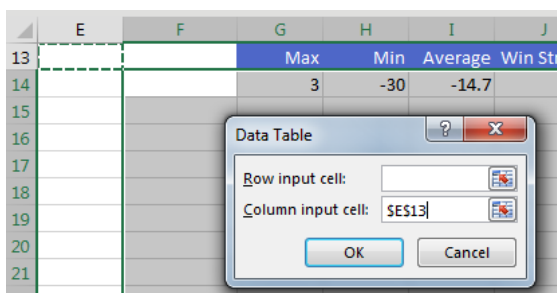 E F G H I J
13 Max Min Average Win Str
14 3 -30 -14.7
15
16
17
18
19
20
21
Data Table
?
X
Row input cell:
Column input cell: $E$13
OK Cancel